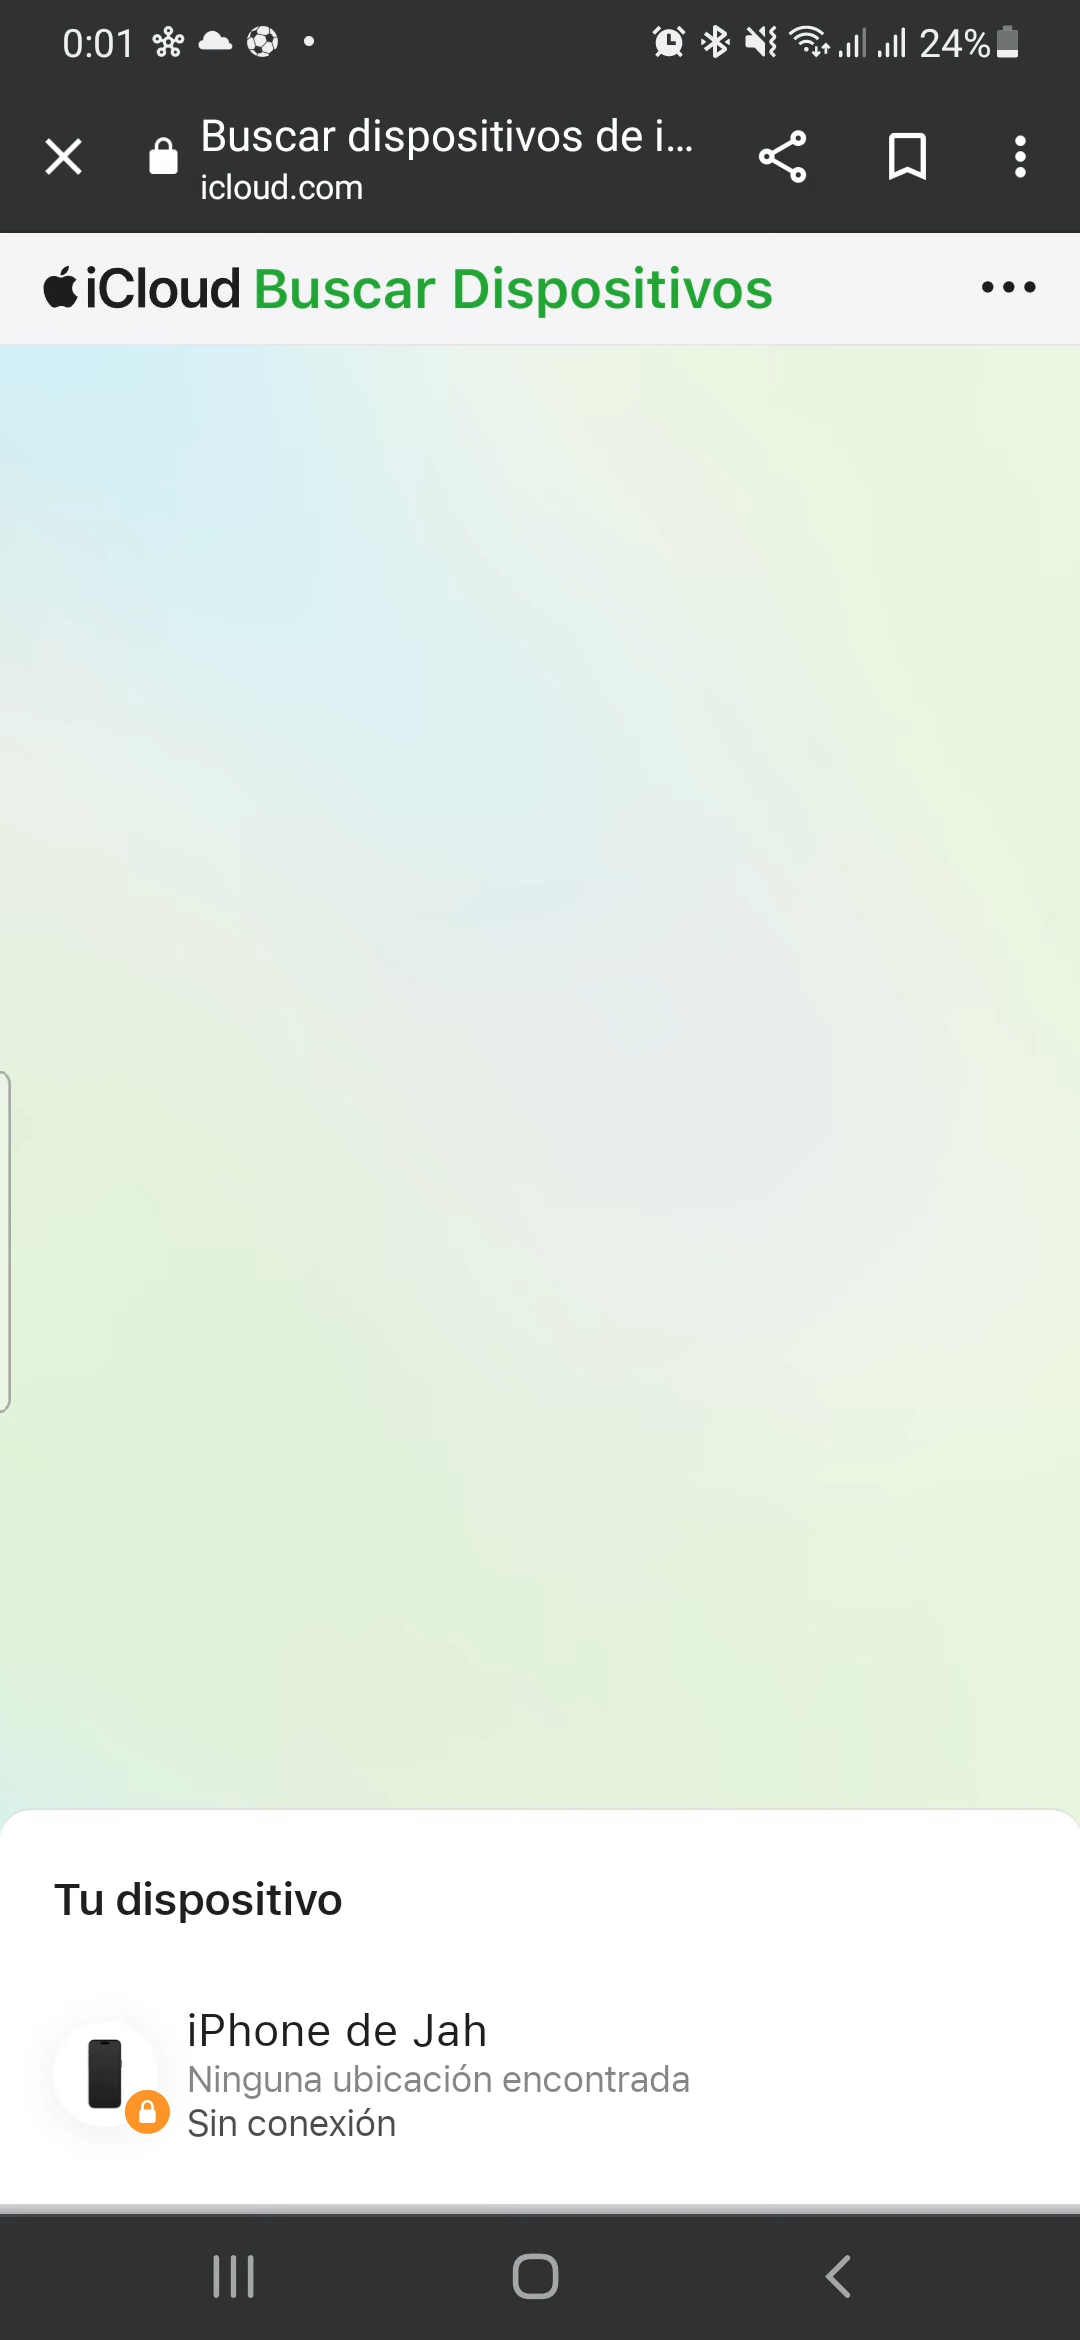 0:01
24%
Buscar dispositivos de i...
icloud.com
iCloud Buscar Dispositivos
Tu dispositivo
iPhone de Jah
Ninguna ubicación encontrada
Sin conexión